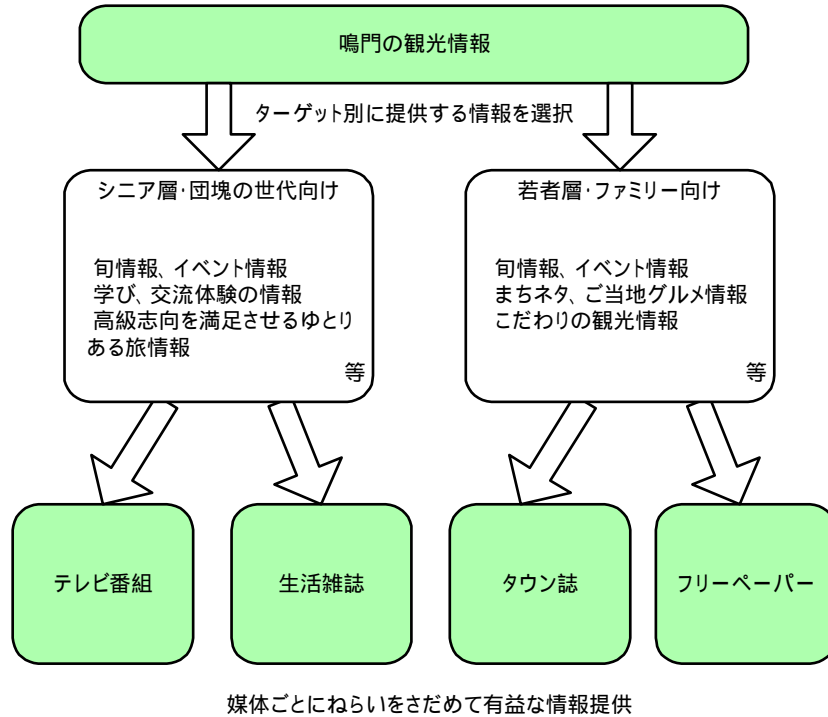 鳴門の観光情報
ターゲット別に提供する情報を選択
シニア層・団塊の世代向け
旬情報、イベント情報
学び、交流体験の情報
高級志向を満足させるゆとり
ある旅情報
等
若者層・ファミリー向け
旬情報、イベント情報
まちネタ、ご当地グルメ情報
こだわりの観光情報
等
テレビ番組
生活雑誌
タウン誌
フリーペーパー
媒体ごとにねらいをさだめて有益な情報提供